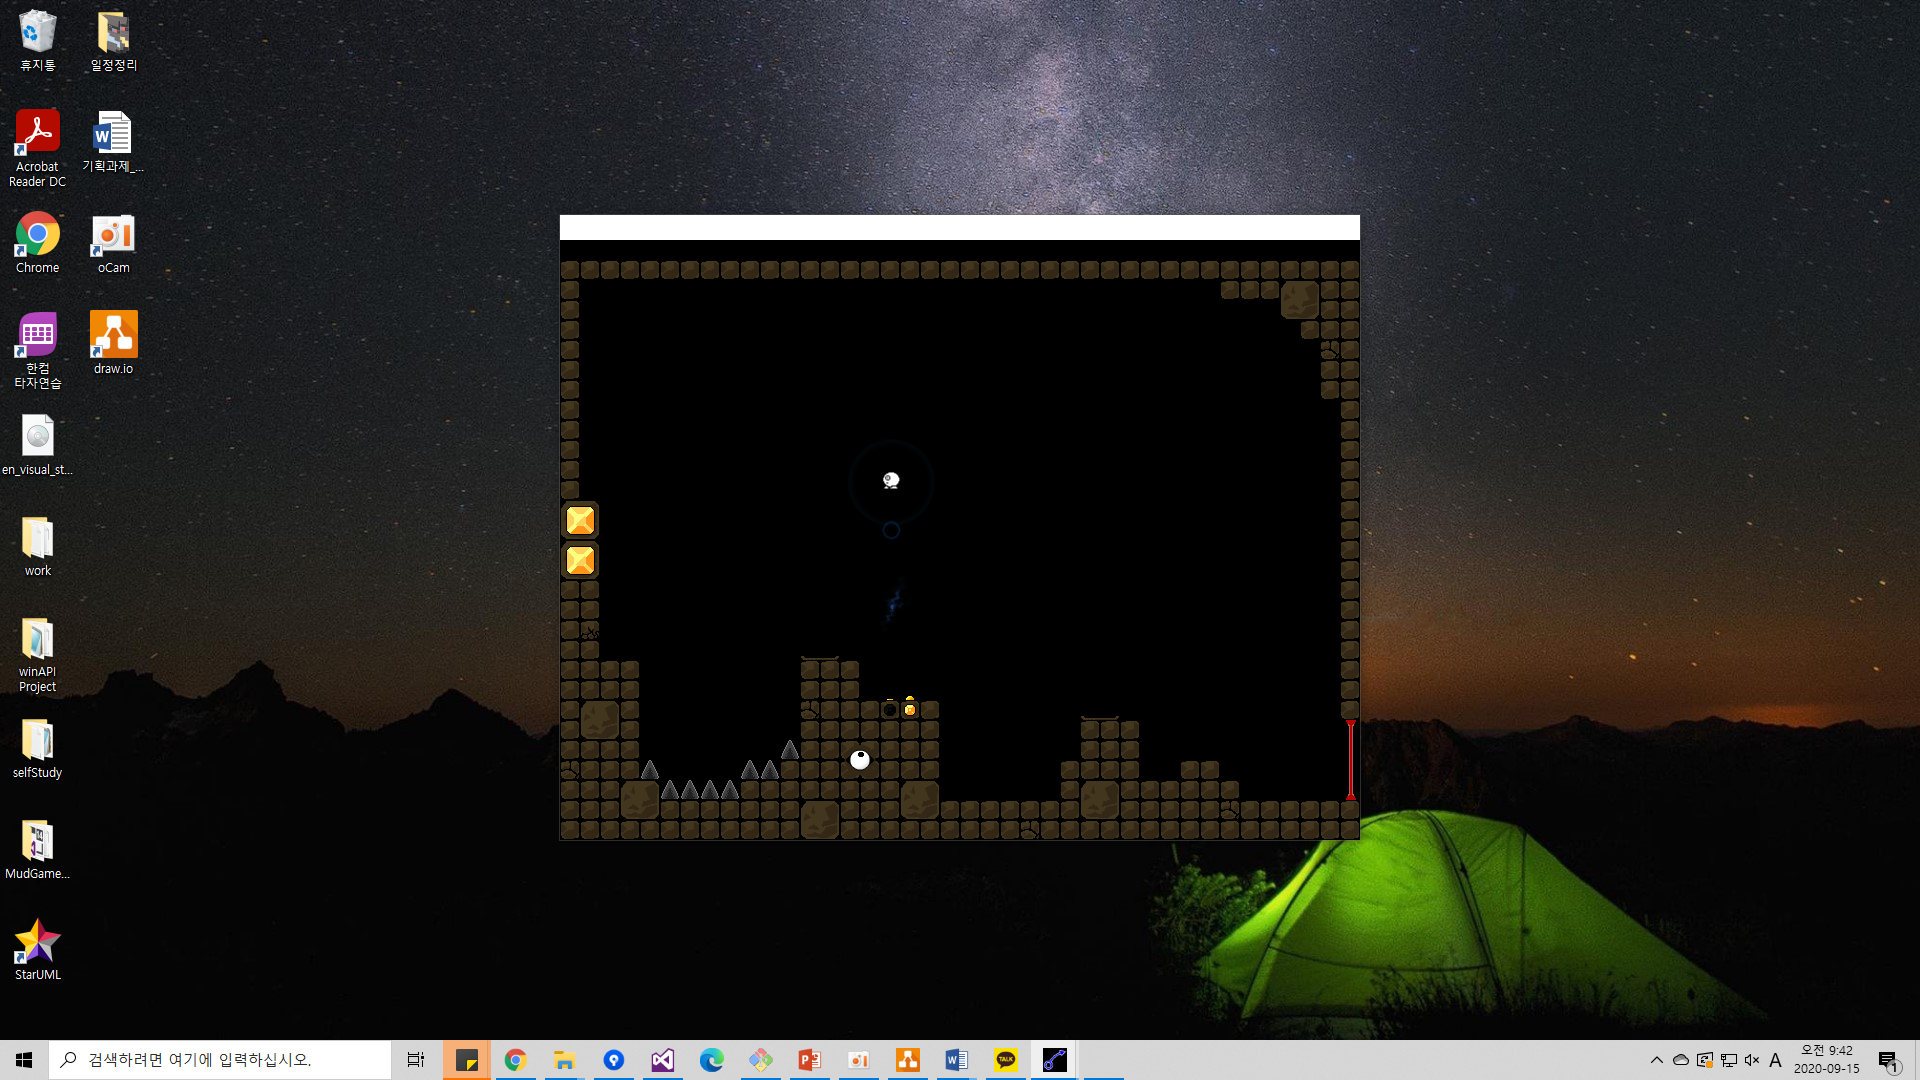 휴지통
일정정리
Acrobat
Reader DC
기획과제_...
Chrome
oCam
한컴
타자연습
draw.io
en_visual_st...
work
winAPI
Project
selfStudy
MudGame...
StarUML
검색하려면 여기에 입력하십시오.
TALK
A
오전 9:42
2020-09-15
1